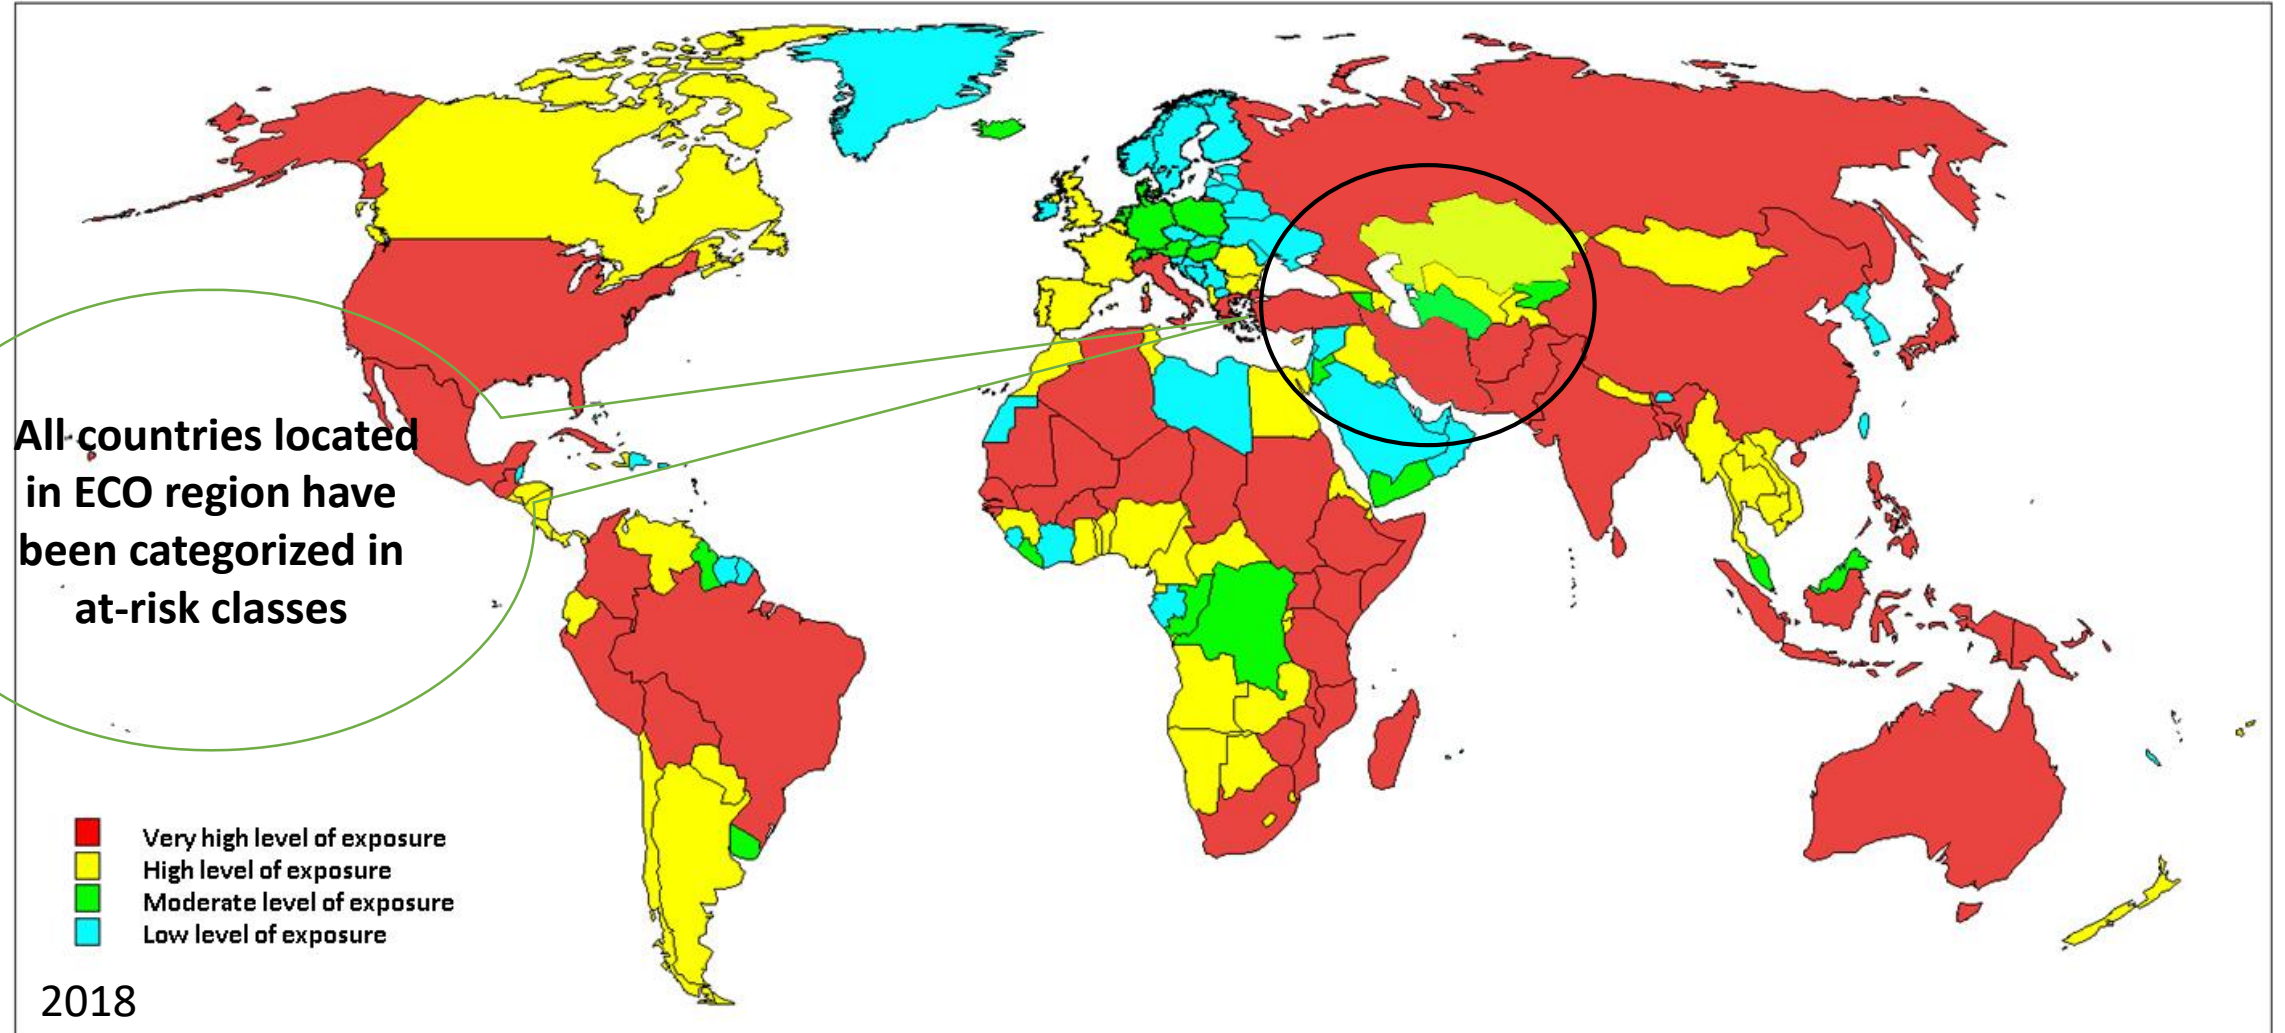 All countries located
in ECO region have
been categorized in
at-risk classes
Very high level of exposure
High level of exposure
Moderate level of exposure
Low level of exposure
2018